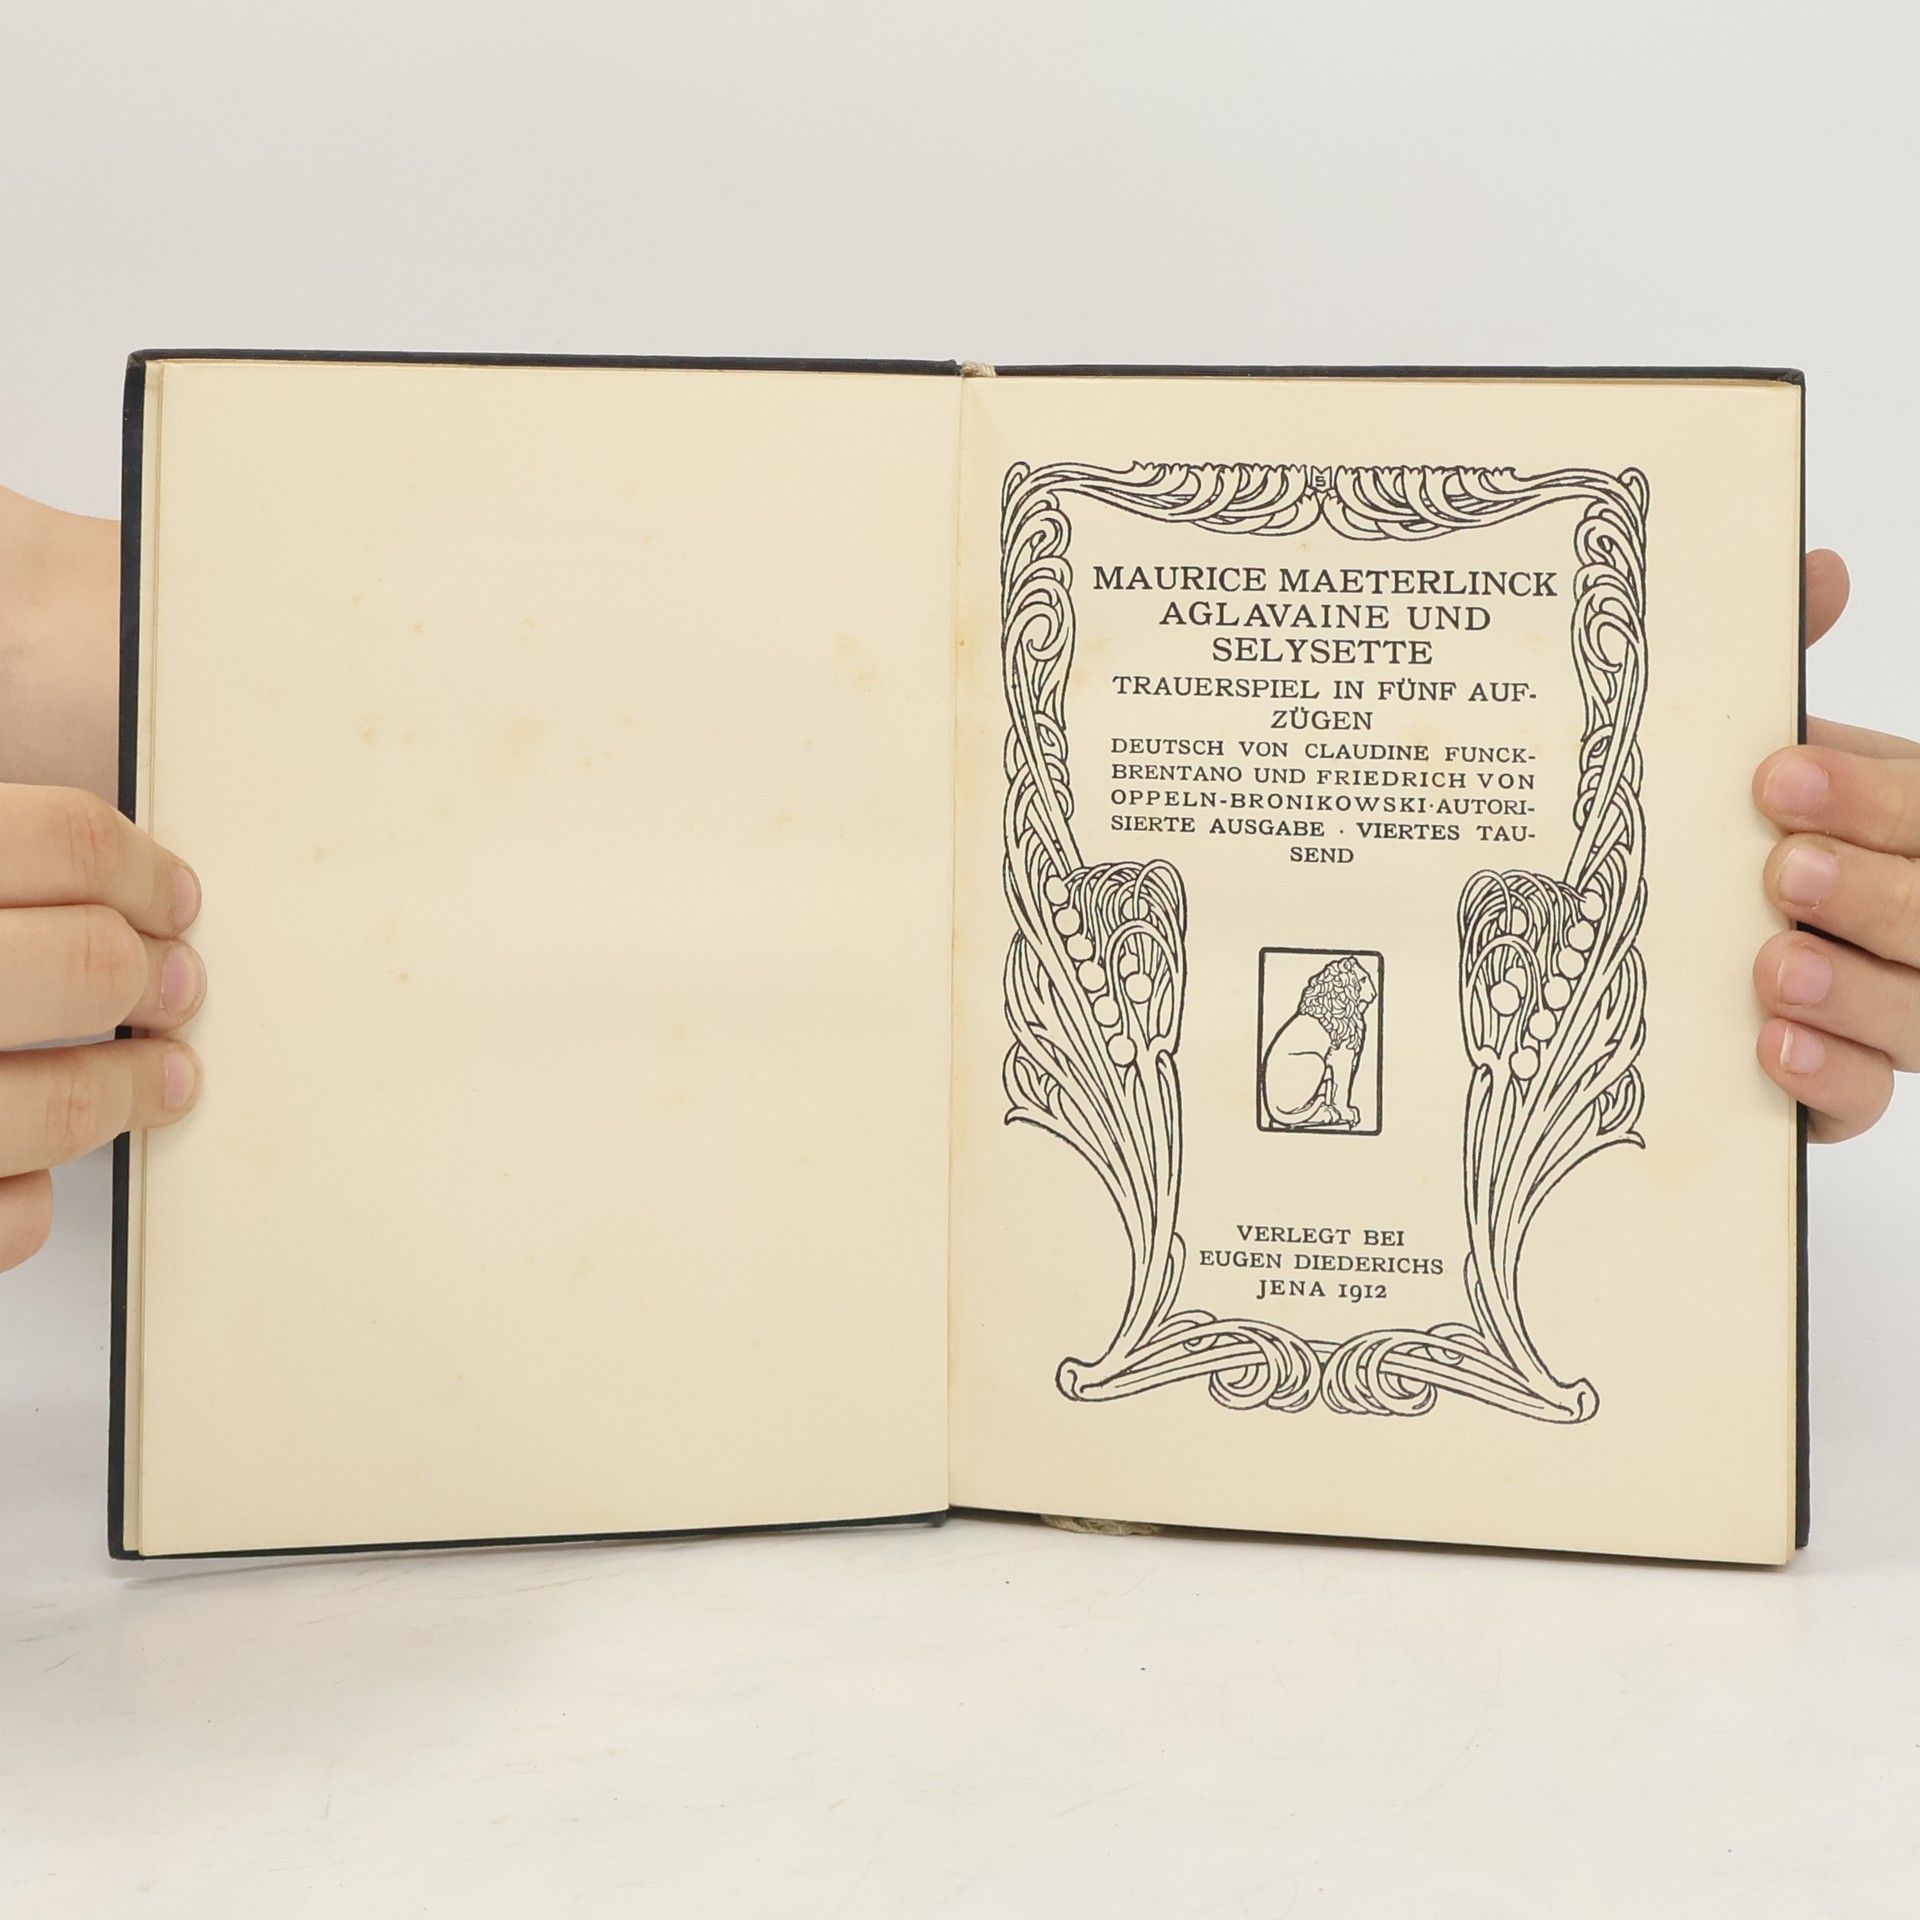 MAURICE MAETERLINCK
AGLAVAINE UND
SELYSETTE
TRAUERSPIEL IN FÜNF AUF-
ZÜGEN
DEUTSCH VON CLAUDINE FUNCK-
BRENTANO UND FRIEDRICH VON
OPPELN-BRONIKOWSKI·AUTORI-
SIERTE AUSGABE · VIERTES TAU-
SEND
VERLEGT BEI
EUGEN DIEDERICHS
JENA 1912